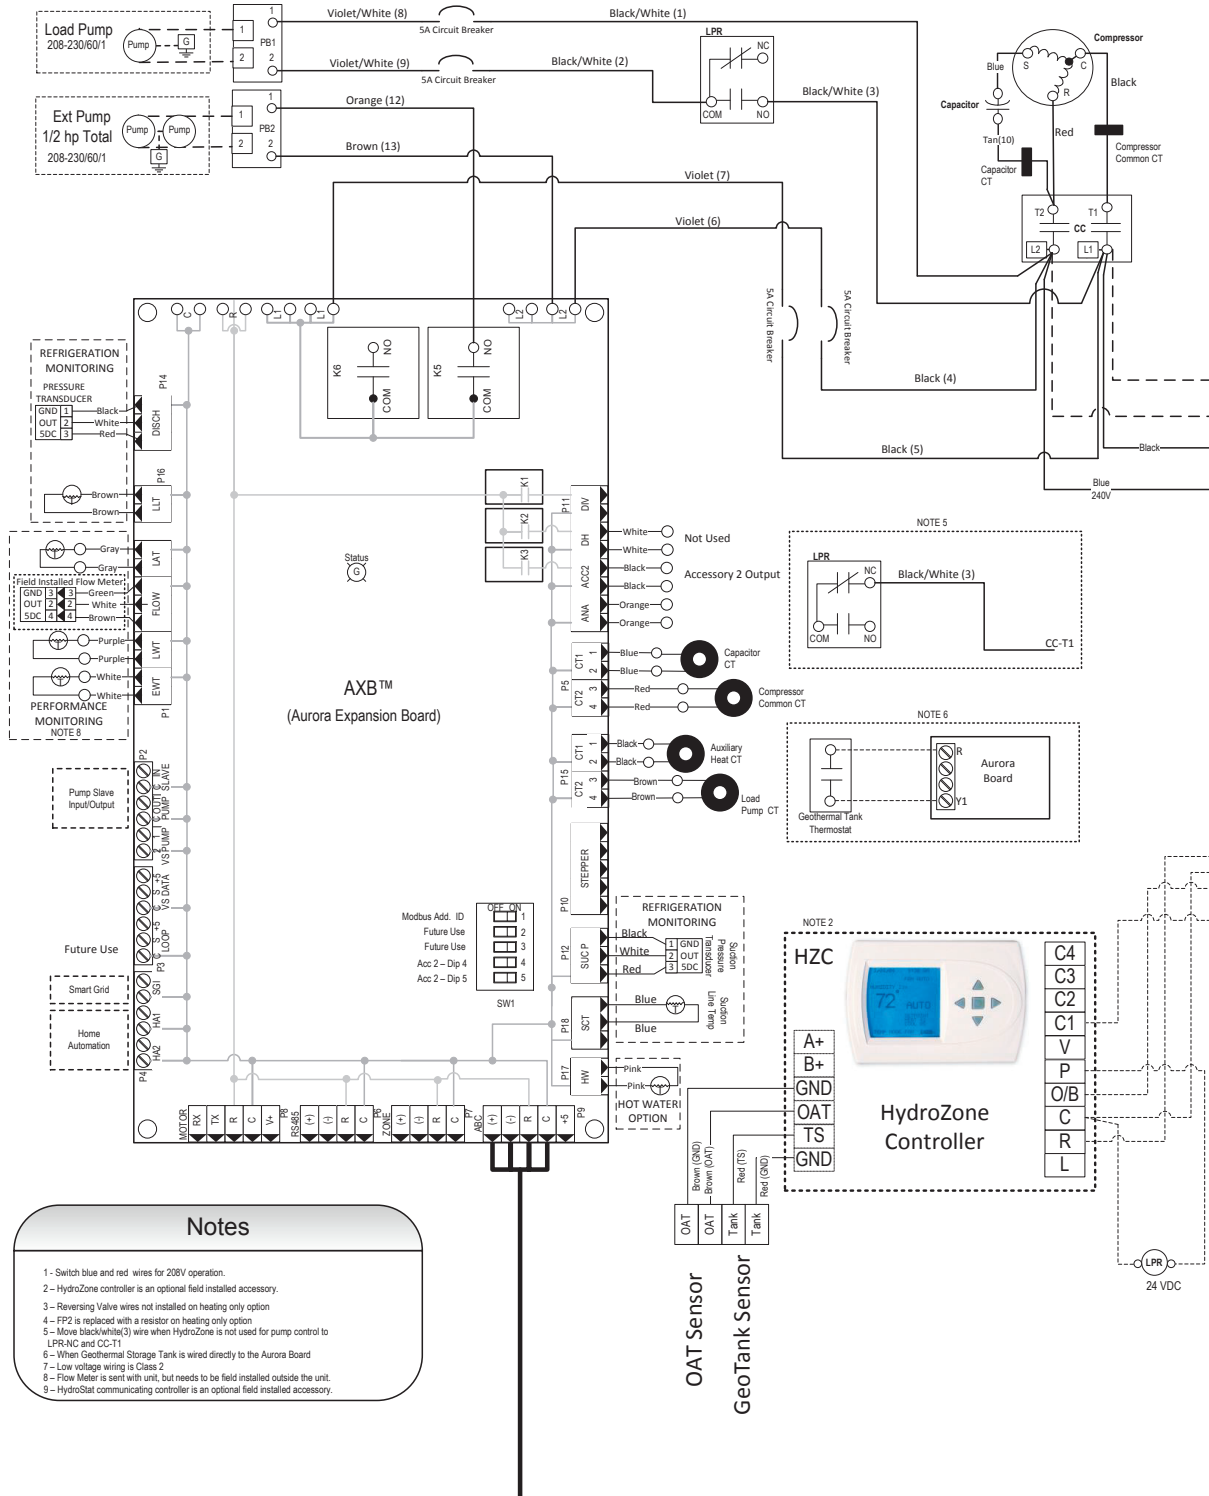 Load Pump
208-230/60/1
Pump
G
1
2
1
PB1
2
Violet/White (8)
5A Circuit Breaker
Black/White (1)
Violet/White (9)
5A Circuit Breaker
Black/White (2)
LPR
NC
COM
NO
Black/White (3)
Compressor
Blue
S
C
R
Black
Capacitor
Tan(10)
Red
Capacitor
CT
Compressor
Common CT
Ext Pump
1/2 hp Total
208-230/60/1
Pump
Pump
G
1
2
1
PB2
2
Orange (12)
Brown (13)
Violet (7)
Violet (6)
T2
T1
CC
L2
L1
5A Circuit Breaker
5A Circuit Breaker
Black (4)
Black (5)
Black
Blue
240V
C
R
L1
L1
L2
L2
K6
NO
COM
K5
NO
COM
REFRIGERATION
MONITORING
PRESSURE
TRANSDUCER
GND 1 Black
OUT 2 White
5DC 3 Red
P14
DISCH
P16
Brown
Brown
LLT
Gray
Gray
LAT
Field Installed Flow Meter
GND 3 3 Green
OUT 2 2 White
5DC 4 4 Brown
FLOW
Purple
Purple
LWT
White
White
EWT
P1
PERFORMANCE
MONITORING
NOTE 8
Status
G
K1
K2
K3
P11
DIV
DH
ACC2
ANA
White
White
Not Used
Black
Black
Accessory 2 Output
Orange
Orange
AXB™
(Aurora Expansion Board)
P5
CT1
1
2
CT2
3
4
Blue
Blue
Capacitor
CT
Red
Red
Compressor
Common CT
P15
CT1
1
2
CT2
3
4
Black
Black
Auxiliary
Heat CT
Brown
Brown
Load
Pump CT
NOTE 5
LPR
NC
COM
NO
Black/White (3)
CC-T1
NOTE 6
Geothermal Tank
Thermostat
R
Y1
Aurora
Board
P2
Pump Slave
Input/Output
IN
C
OUT
C
PUMP SLAVE
1
2
VS PUMP
+5
S
C
VS DATA
+5
S
C
LOOP
P3
Future Use
Smart Grid
SGI
Home
Automation
HA1
HA2
P4
STEPPER
P10
OFF ON
Modbus Add. ID 1
Future Use 2
Future Use 3
Acc 2 – Dip 4 4
Acc 2 – Dip 5 5
SW1
REFRIGERATION
MONITORING
P12
SUC P
Black 1 GND
White 2 OUT
Red 3 5DC
Suction
Pressure
Transducer
P18
SCT
Blue
Blue
Suction
Line Temp
P17
HW
Pink
Pink
HOT WATER
OPTION
MOTOR
RX
TX
R
C
V+
P8
RS485
(+)
(-)
R
C
P6
ZONE
(+)
(-)
R
C
P7
ABC
(+)
(-)
R
C
+5
P9
NOTE 2
HZC
72°
AUTO
A+
B+
GND
OAT
TS
GND
HydroZone
Controller
C4
C3
C2
C1
V
P
O/B
C
R
L
Brown (GND)
Brown (OAT)
Red (TS)
Red (GND)
OAT
OAT
Tank
Tank
OAT Sensor
GeoTank Sensor
LPR
24 VDC
Notes
1 - Switch blue and red wires for 208V operation.
2 – HydroZone controller is an optional field installed accessory.
3 – Reversing Valve wires not installed on heating only option
4 – FP2 is replaced with a resistor on heating only option
5 – Move black/white(3) wire when HydroZone is not used for pump control to
LPR-NC and CC-T1
6 – When Geothermal Storage Tank is wired directly to the Aurora Board
7 – Low voltage wiring is Class 2
8 – Flow Meter is sent with unit, but needs to be field installed outside the unit.
9 – HydroStat communicating controller is an optional field installed accessory.